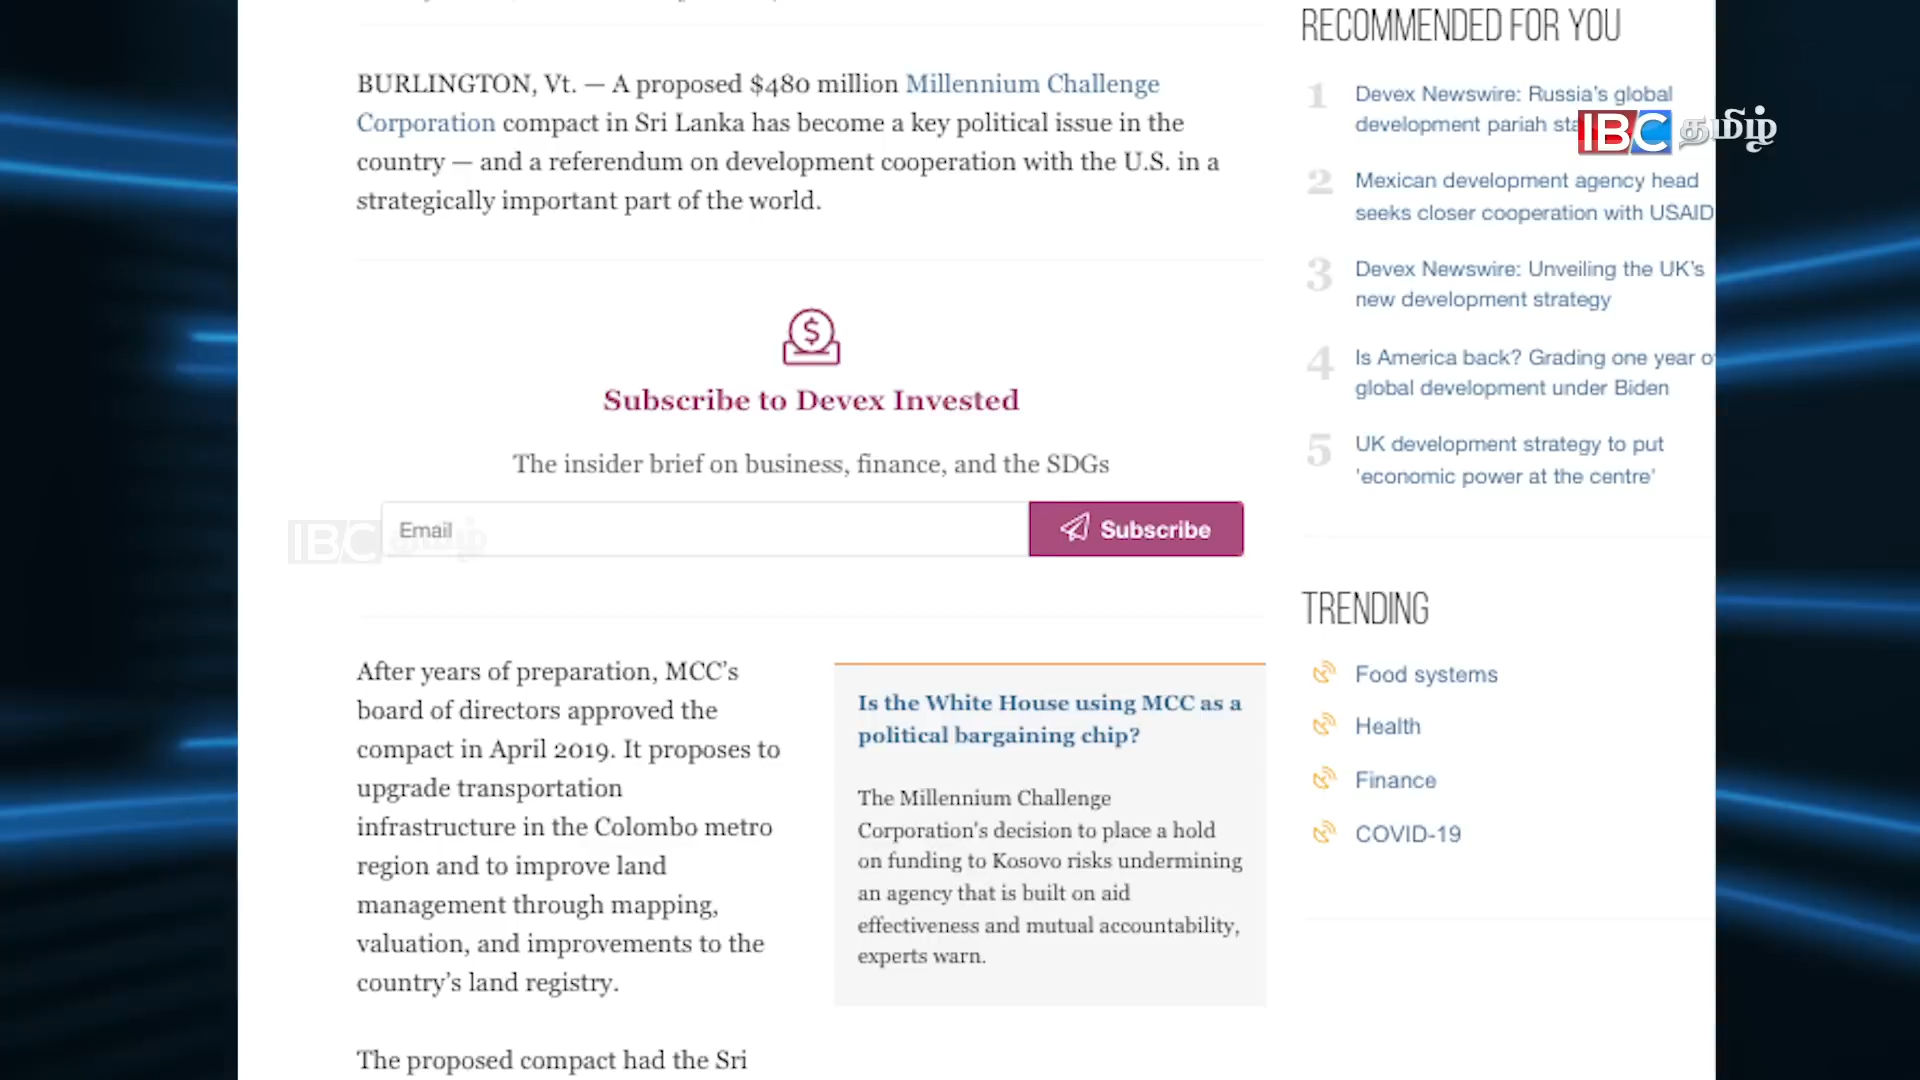 BURLINGTON, Vt. — A proposed $480 million Millennium Challenge
Corporation compact in Sri Lanka has become a key political issue in the
country — and a referendum on development cooperation with the U.S. in a
strategically important part of the world.
Subscribe to Devex Invested
The insider brief on business, finance, and the SDGs
Email
Subscribe
IBC தமிழ்
After years of preparation, MCC's
board of directors approved the
compact in April 2019. It proposes to
upgrade transportation
infrastructure in the Colombo metro
region and to improve land
management through mapping,
valuation, and improvements to the
country's land registry.
The proposed compact had the Sri
Is the White House using MCC as a
political bargaining chip?
The Millennium Challenge
Corporation's decision to place a hold
on funding to Kosovo risks undermining
an agency that is built on aid
effectiveness and mutual accountability,
experts warn.
RECOMMENDED FOR YOU
1 Devex Newswire: Russia's global
development pariah
IBC தமிழ்
2 Mexican development agency head
seeks closer cooperation with USAID
3 Devex Newswire: Unveiling the UK's
new development strategy
4 Is America back? Grading one year
global development under Biden
5 UK development strategy to put
'economic power at the centre'
TRENDING
Food systems
Health
Finance
COVID-19